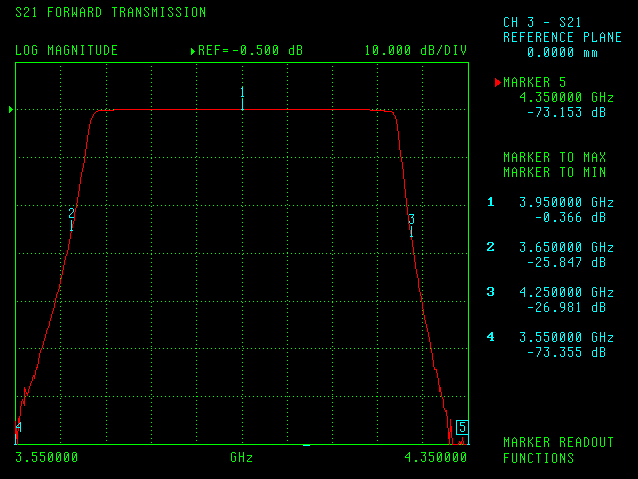 S21 FORWARD TRANSMISSION
LOG MAGNITUDE ▶REF=-0.500 dB 10.000 dB/DIV
1
2
3
4
5
3.550000 GHz 4.350000
CH 3 - S21
REFERENCE PLANE
0.0000 mm
▶MARKER 5
4.350000 GHz
-73.153 dB
MARKER TO MAX
MARKER TO MIN
1 3.950000 GHz
-0.366 dB
2 3.650000 GHz
-25.847 dB
3 4.250000 GHz
-26.981 dB
4 3.550000 GHz
-73.355 dB
MARKER READOUT
FUNCTIONS